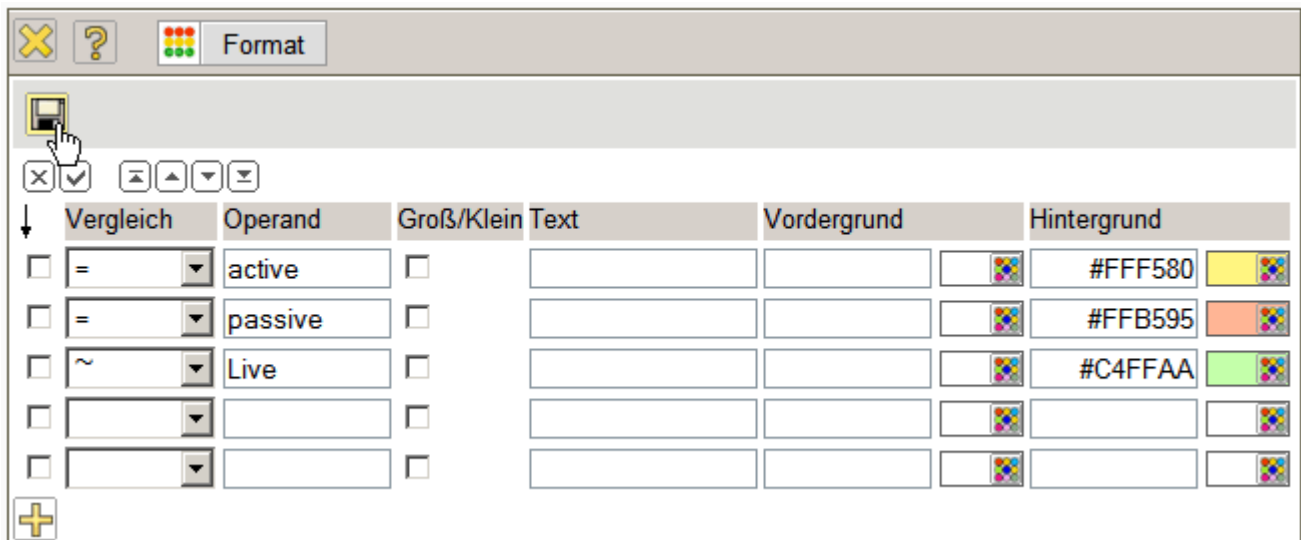 Format
Vergleich Operand Groß/Klein Text Vordergrund Hintergrund
= active #FFF580
= passive #FFB595
~ Live #C4FFAA